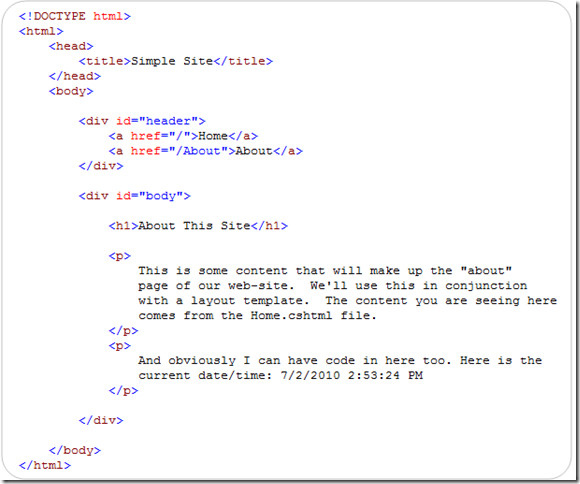 <!DOCTYPE html>
<html>
    <head>
        <title>Simple Site</title>
    </head>
    <body>

        <div id="header">
            <a href="/">Home</a>
            <a href="/About">About</a>
        </div>

        <div id="body">

            <h1>About This Site</h1>

            <p>
                This is some content that will make up the "about"
                page of our web-site.  We'll use this in conjunction
                with a layout template.  The content you are seeing here
                comes from the Home.cshtml file.
            </p>
            <p>
                And obviously I can have code in here too. Here is the
                current date/time: 7/2/2010 2:53:24 PM
            </p>

        </div>

    </body>
</html>